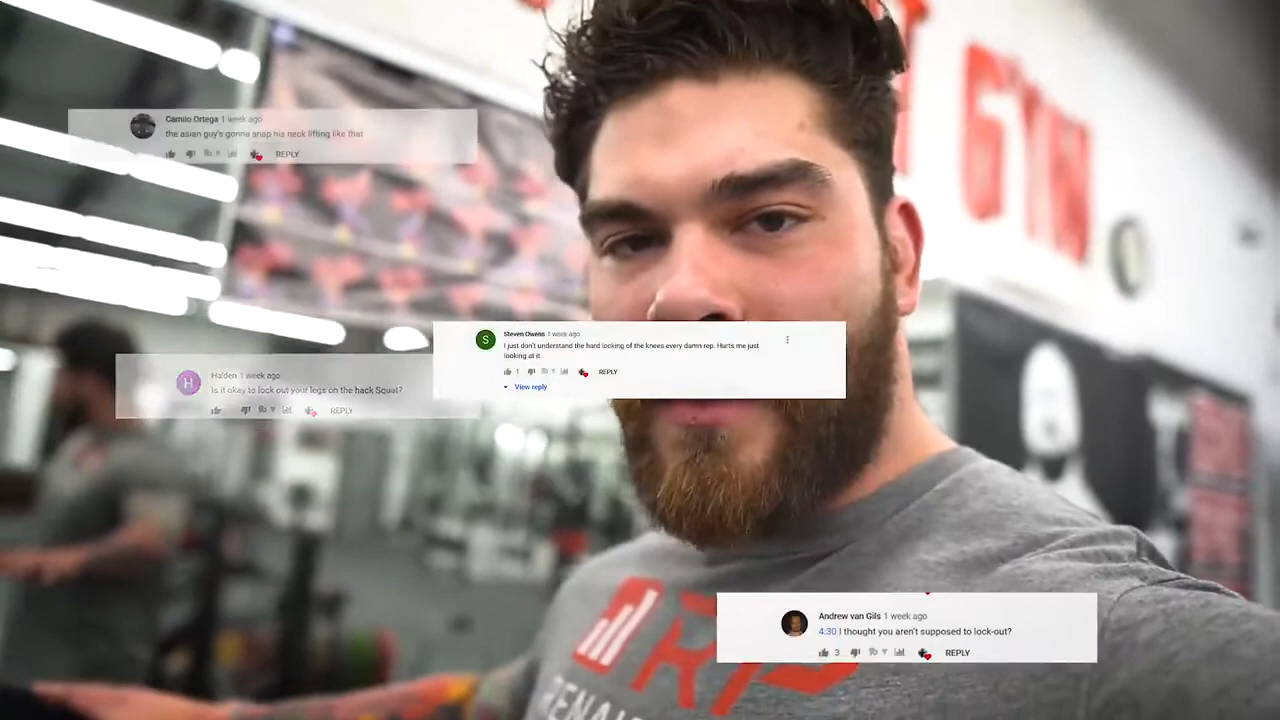 GYM
Camilo Ortega 1 week ago
the asian guy's gonna snap his neck lifting like that
REPLY
Steven Owens 1 week ago
S
I just don't understand the hard locking of the knees every damn rep. Hurts me just
looking at it.
1
REPLY
View reply
Halden 1 week ago
H
Is it okay to lock out your legs on the hack Squat?
REPLY
Andrew van Gils 1 week ago
4:30 I thought you aren't supposed to lock-out?
3
REPLY
RP
RENAIS